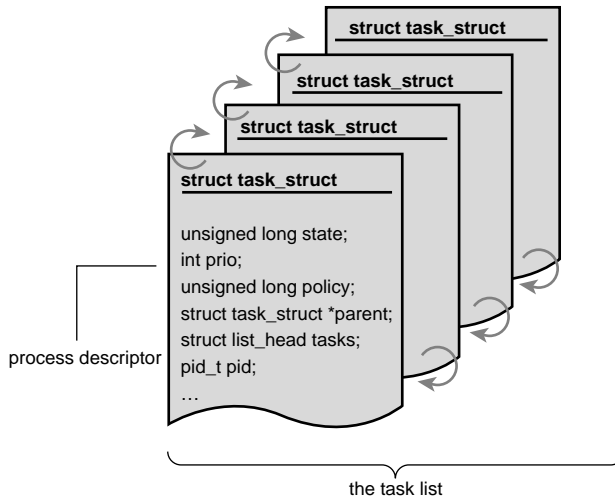 struct task_struct
struct task_struct
struct task_struct
struct task_struct
unsigned long state;
int prio;
unsigned long policy;
struct task_struct *parent;
struct list_head tasks;
pid_t pid;
…
process descriptor
the task list